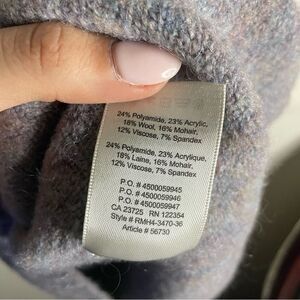 24% Polyamide, 23% Acrylic,
18% Wool, 16% Mohair,
12% Viscose, 7% Spandex
24% Polyamide, 23% Acrylique,
18% Laine, 16% Mohair,
12% Viscose, 7% Spandex
P.O. # 4500059945
P.O. # 4500059946
P.O. # 4500059947
CA 23725 RN 122354
Style # RMH4-3470-36
Article # 56730